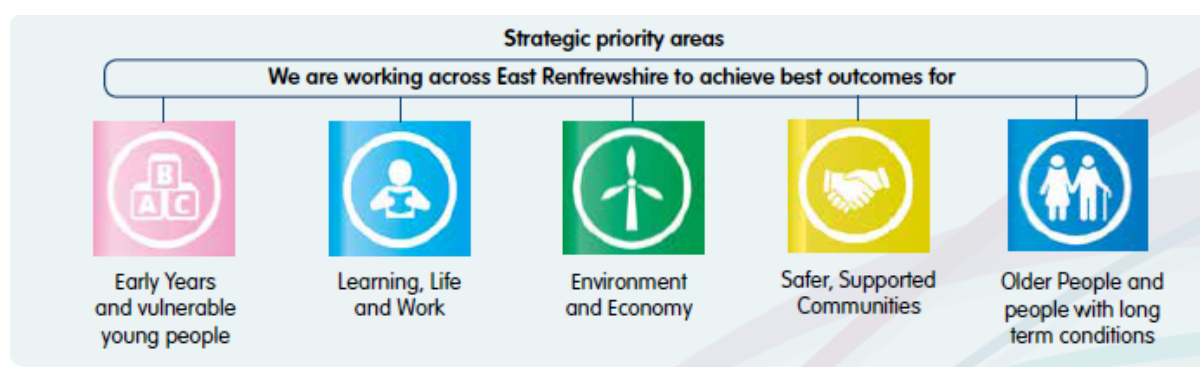 Strategic priority areas
We are working across East Renfrewshire to achieve best outcomes for
B
A C
Early Years
and vulnerable
young people
Learning, Life
and Work
Environment
and Economy
Safer, Supported
Communities
Older People and
people with long
term conditions